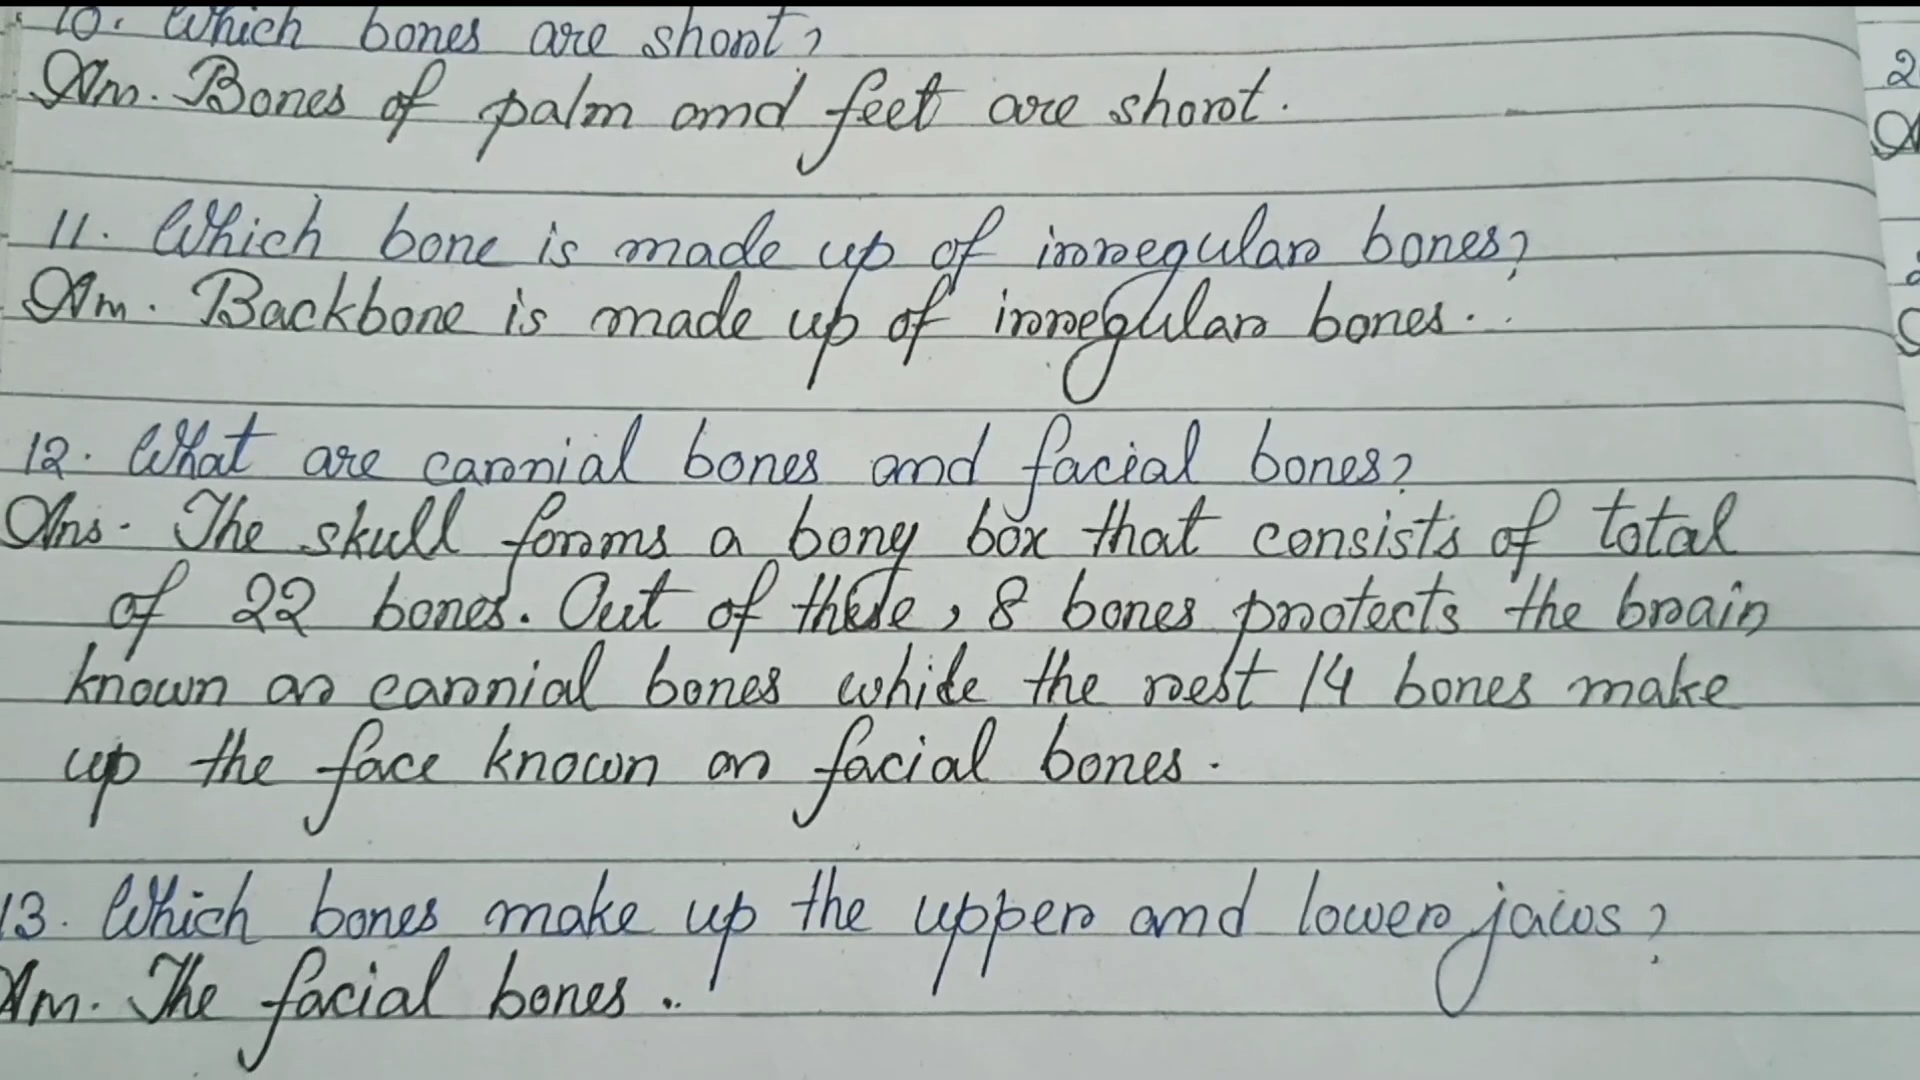 10. Which bones are short?
Ans. Bones of palm and feet are short.
11. Which bone is made up of irregular bones?
Ans. Backbone is made up of irregular bones.
12. What are carnial bones and facial bones?
Ans. The skull forms a bony box that consists of total
of 22 bones. Out of these, 8 bones protects the brain
known as carnial bones while the rest 14 bones make
up the face known as facial bones.
13. Which bones make up the upper and lower jaws?
Ans. The facial bones.
2